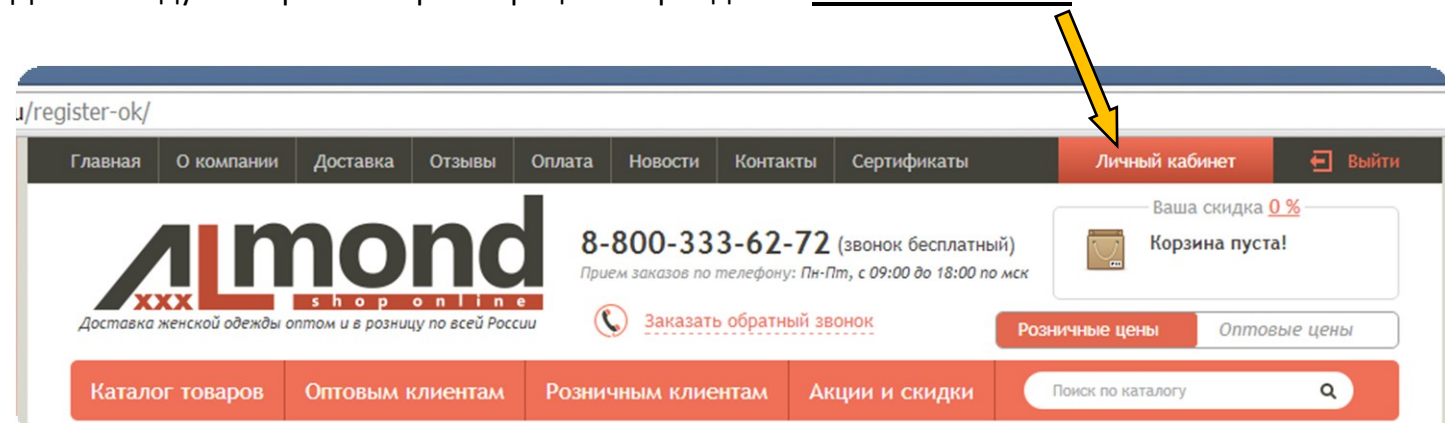 u/register-ok/
Главная О компании Доставка Отзывы Оплата Новости Контакты Сертификаты Личный кабинет Выйти
Ваша скидка 0 %
Корзина пуста!
ALmond
xxx shop online
Доставка женской одежды оптом и в розницу по всей России
8-800-333-62-72 (звонок бесплатный)
Прием заказов по телефону: Пн-Пт, с 09:00 до 18:00 по мск
Заказать обратный звонок
Розничные цены Оптовые цены
Каталог товаров Оптовым клиентам Розничным клиентам Акции и скидки Поиск по каталогу